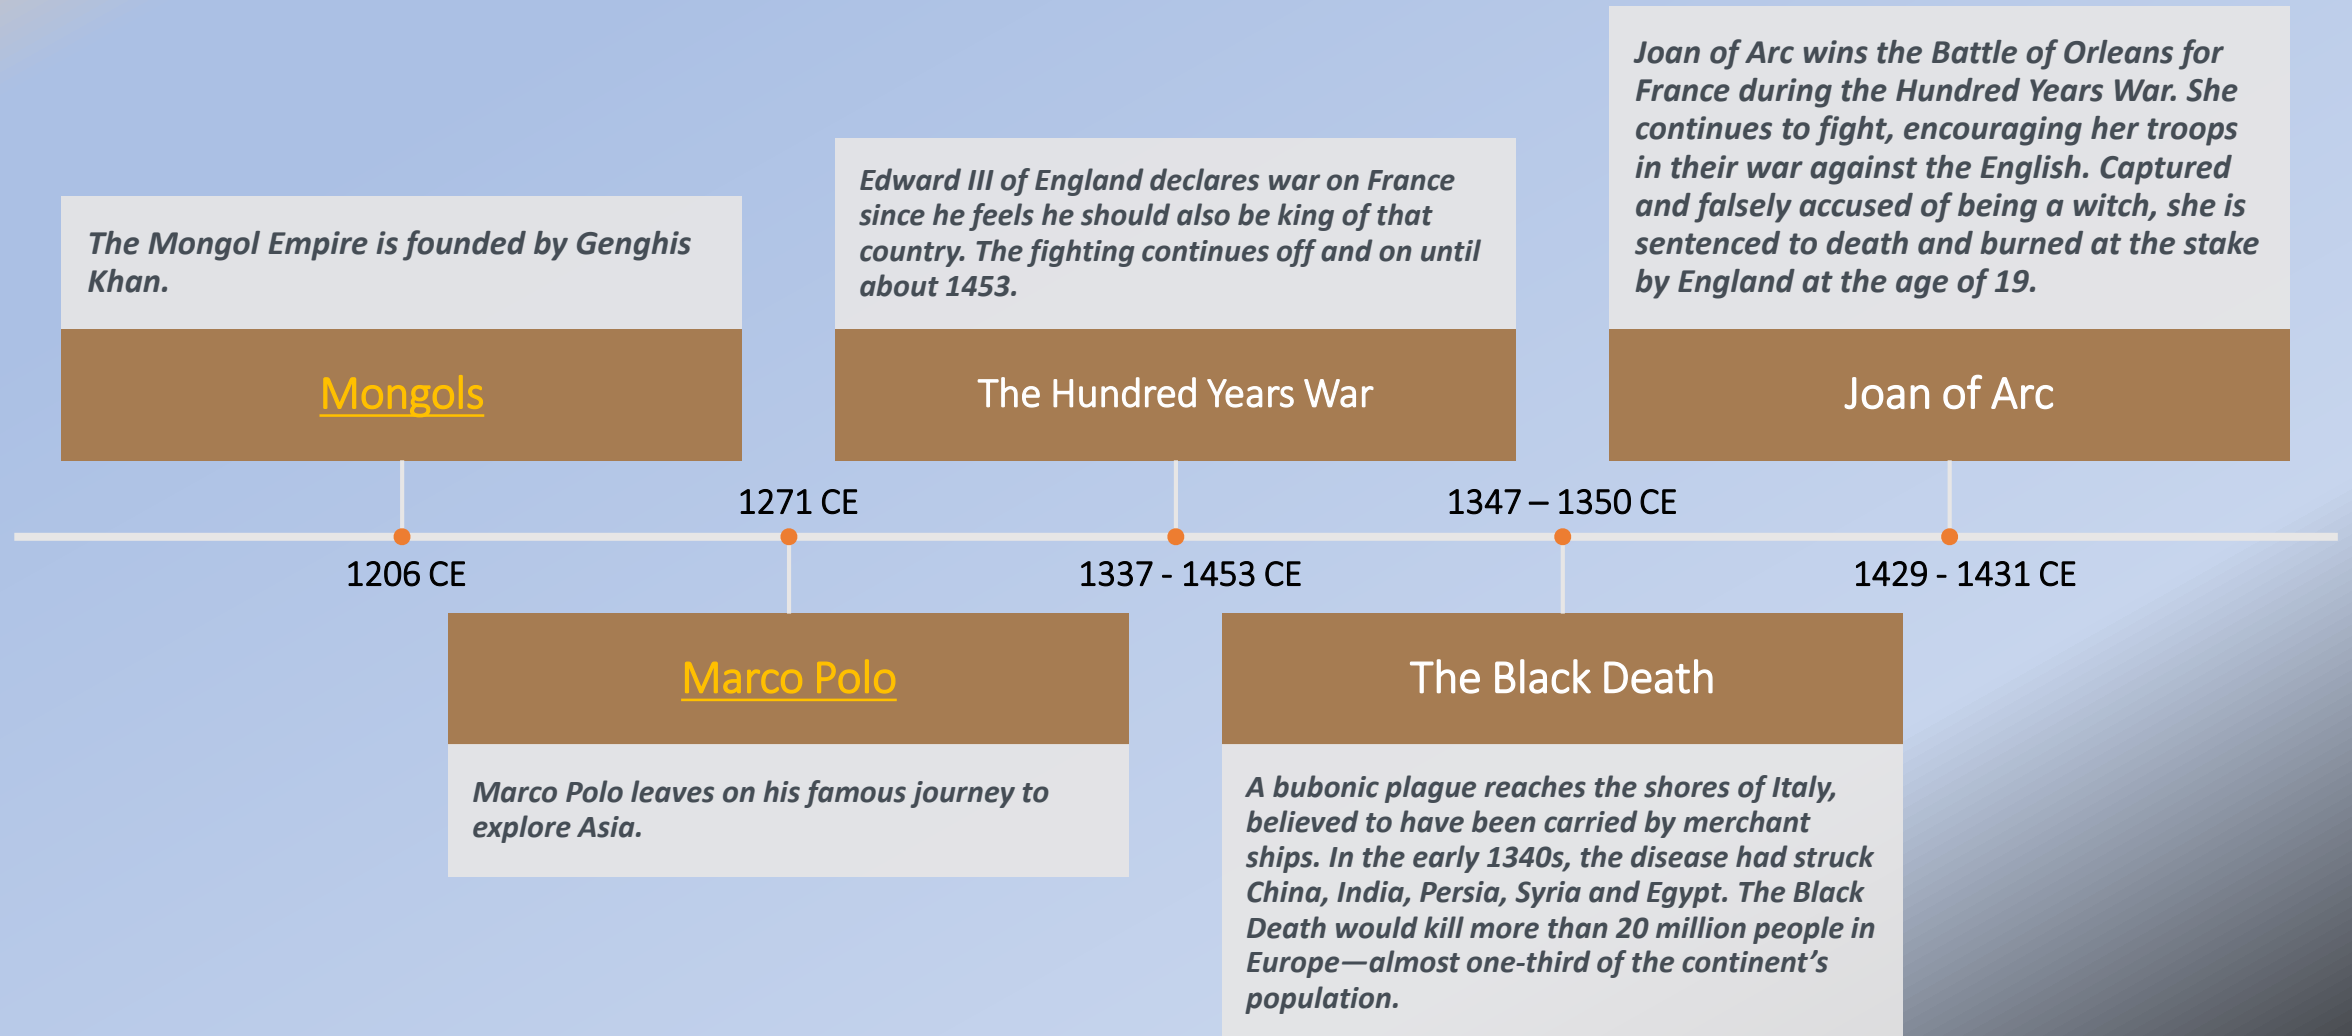 The Mongol Empire is founded by Genghis
Khan.
Mongols
1206 CE
1271 CE
Marco Polo
Marco Polo leaves on his famous journey to
explore Asia.
Edward III of England declares war on France
since he feels he should also be king of that
country. The fighting continues off and on until
about 1453.
The Hundred Years War
1337 - 1453 CE
1347 – 1350 CE
The Black Death
A bubonic plague reaches the shores of Italy,
believed to have been carried by merchant
ships. In the early 1340s, the disease had struck
China, India, Persia, Syria and Egypt. The Black
Death would kill more than 20 million people in
Europe—almost one-third of the continent’s
population.
Joan of Arc wins the Battle of Orleans for
France during the Hundred Years War. She
continues to fight, encouraging her troops
in their war against the English. Captured
and falsely accused of being a witch, she is
sentenced to death and burned at the stake
by England at the age of 19.
Joan of Arc
1429 - 1431 CE